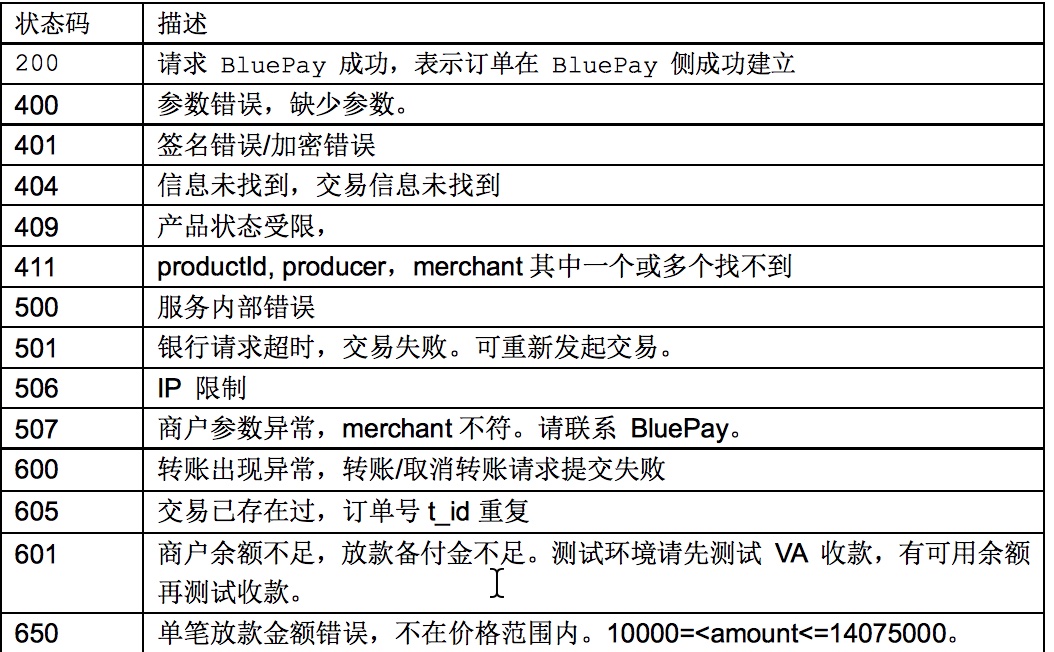 状态码 描述
200 请求 BluePay 成功，表示订单在 BluePay 侧成功建立
400 参数错误，缺少参数。
401 签名错误/加密错误
404 信息未找到，交易信息未找到
409 产品状态受限，
411 productId, producer，merchant 其中一个或多个找不到
500 服务内部错误
501 银行请求超时，交易失败。可重新发起交易。
506 IP 限制
507 商户参数异常，merchant 不符。请联系 BluePay。
600 转账出现异常，转账/取消转账请求提交失败
605 交易已存在过，订单号 t_id 重复
601 商户余额不足，放款备付金不足。测试环境请先测试 VA 收款，有可用余额
再测试收款。
650 单笔放款金额错误，不在价格范围内。10000=<amount<=14075000。